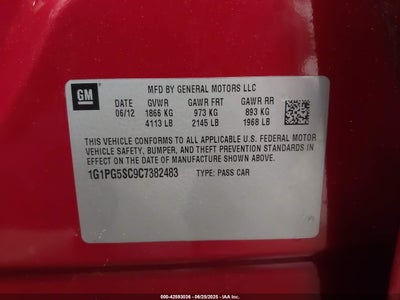 GM
MFD BY GENERAL MOTORS LLC
DATE GVWR GAWR FRT GAWR RR
06/12 1866 KG 973 KG 893 KG
4113 LB 2145 LB 1968 LB
THIS VEHICLE CONFORMS TO ALL APPLICABLE U.S. FEDERAL MOTOR
VEHICLE SAFETY, BUMPER, AND THEFT PREVENTION STANDARDS
IN EFFECT ON THE DATE OF MANUFACTURE SHOWN ABOVE.
1G1PG5SC9C7382483 TYPE: PASS CAR
000-42593036 - 06/25/2025 - IAA Inc.